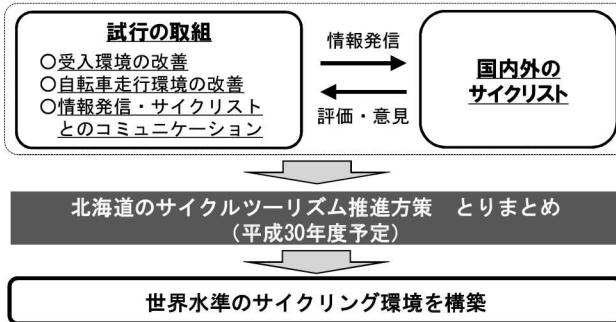 試行の取組
○受入環境の改善
○自転車走行環境の改善
○情報発信・サイクリスト
とのコミュニケーション
情報発信
評価・意見
国内外の
サイクリスト
北海道のサイクルツーリズム推進方策　とりまとめ
（平成30年度予定）
世界水準のサイクリング環境を構築